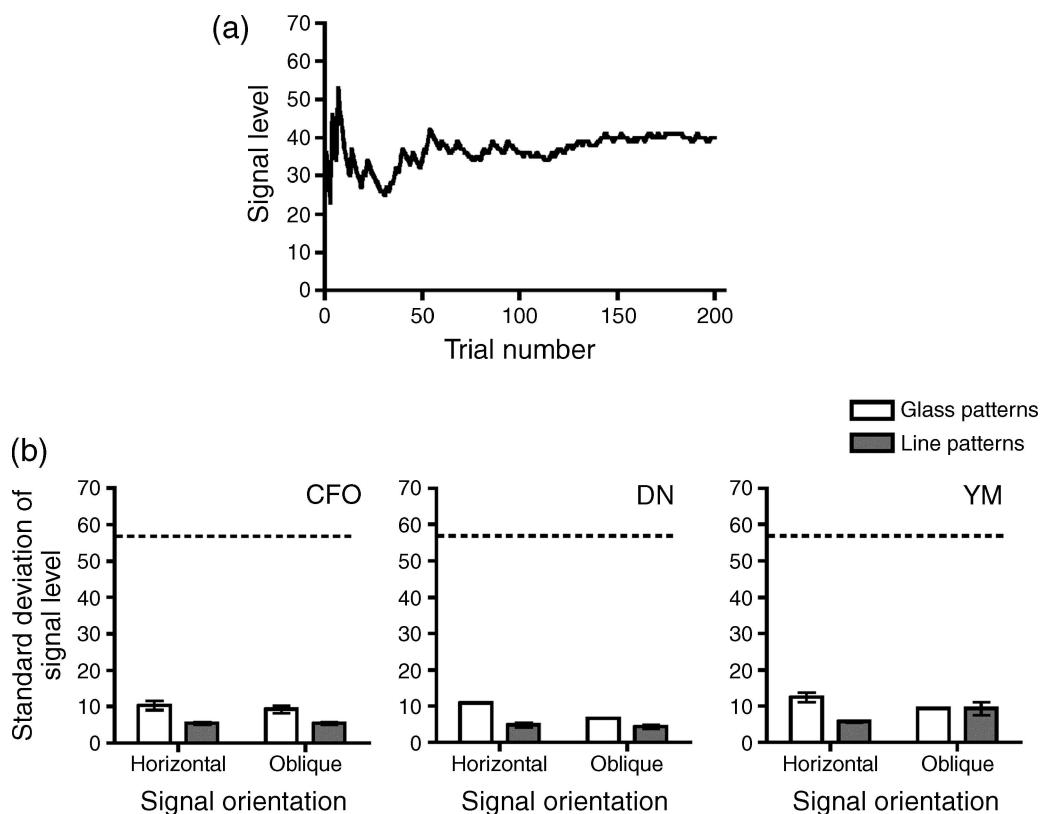 (a)
70
60
50
40
30
20
10
0
Signal level
0 50 100 150 200
Trial number
Glass patterns
Line patterns
(b)
Standard deviation of
signal level
70
60
50
40
30
20
10
0
CFO
Horizontal Oblique
Signal orientation
70
60
50
40
30
20
10
0
DN
Horizontal Oblique
Signal orientation
70
60
50
40
30
20
10
0
YM
Horizontal Oblique
Signal orientation